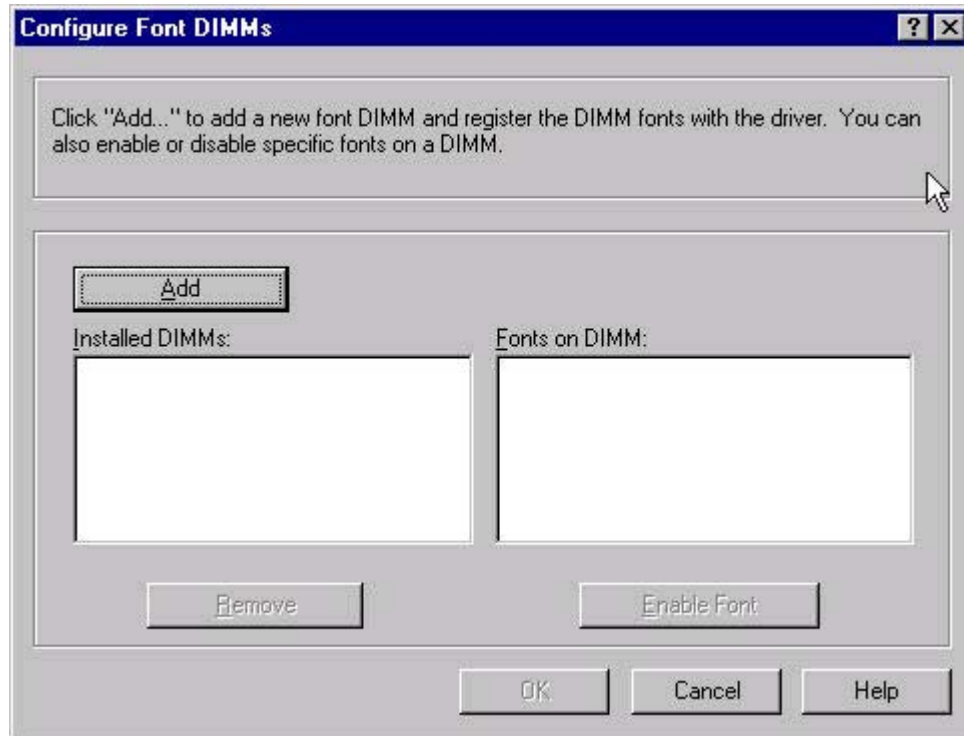 Configure Font DIMMs
Click "Add..." to add a new font DIMM and register the DIMM fonts with the driver.  You can
also enable or disable specific fonts on a DIMM.
Add
Installed DIMMs:
Fonts on DIMM:
Remove
Enable Font
OK
Cancel
Help